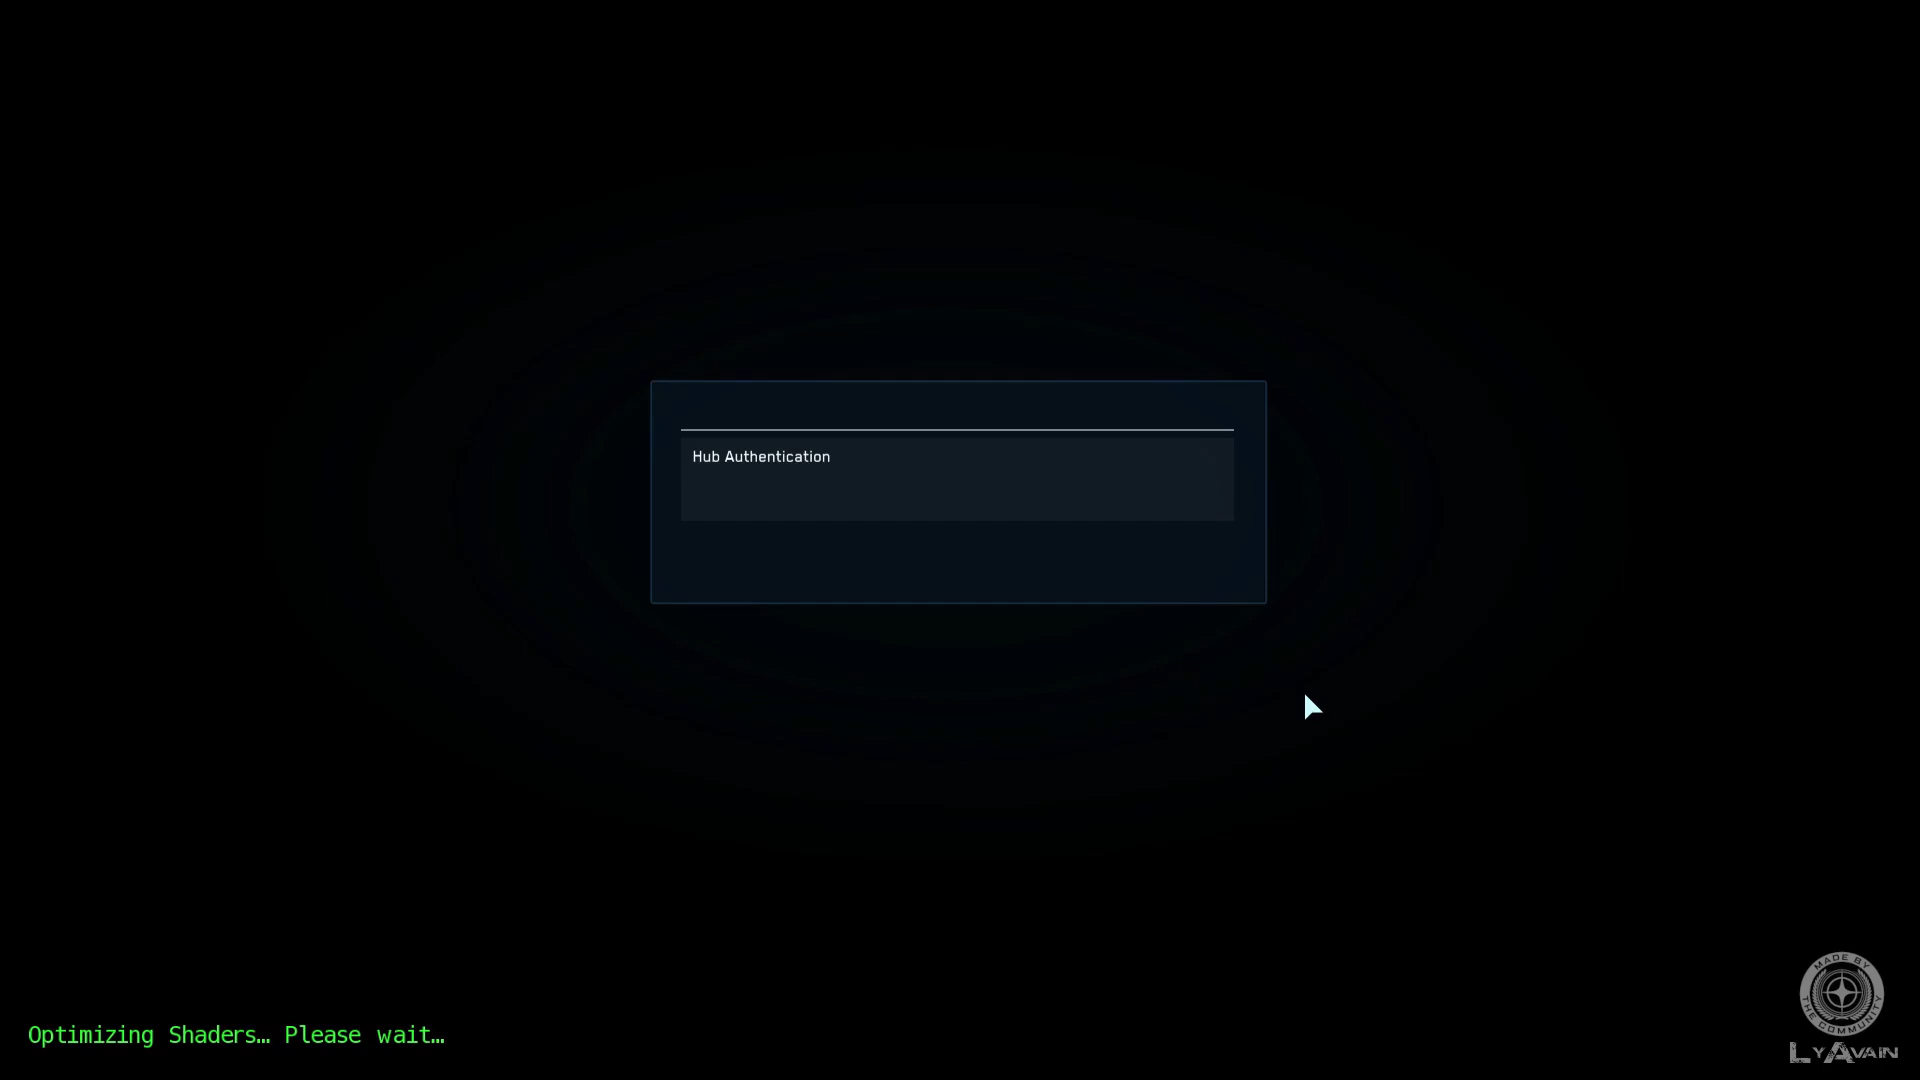 Hub Authentication
Optimizing Shaders… Please wait…
MADE BY
THE COMMUNITY
LYAVAIN